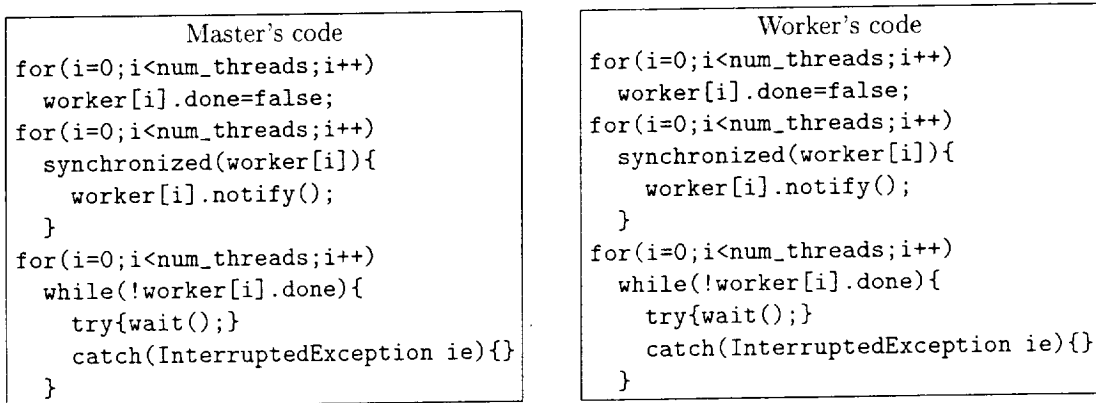 Master's code
for(i=0;i<num_threads;i++)
  worker[i].done=false;
for(i=0;i<num_threads;i++)
  synchronized(worker[i]){
    worker[i].notify();
  }
for(i=0;i<num_threads;i++)
  while(!worker[i].done){
    try{wait();}
    catch(InterruptedException ie){}
  }
Worker's code
for(i=0;i<num_threads;i++)
  worker[i].done=false;
for(i=0;i<num_threads;i++)
  synchronized(worker[i]){
    worker[i].notify();
  }
for(i=0;i<num_threads;i++)
  while(!worker[i].done){
    try{wait();}
    catch(InterruptedException ie){}
  }